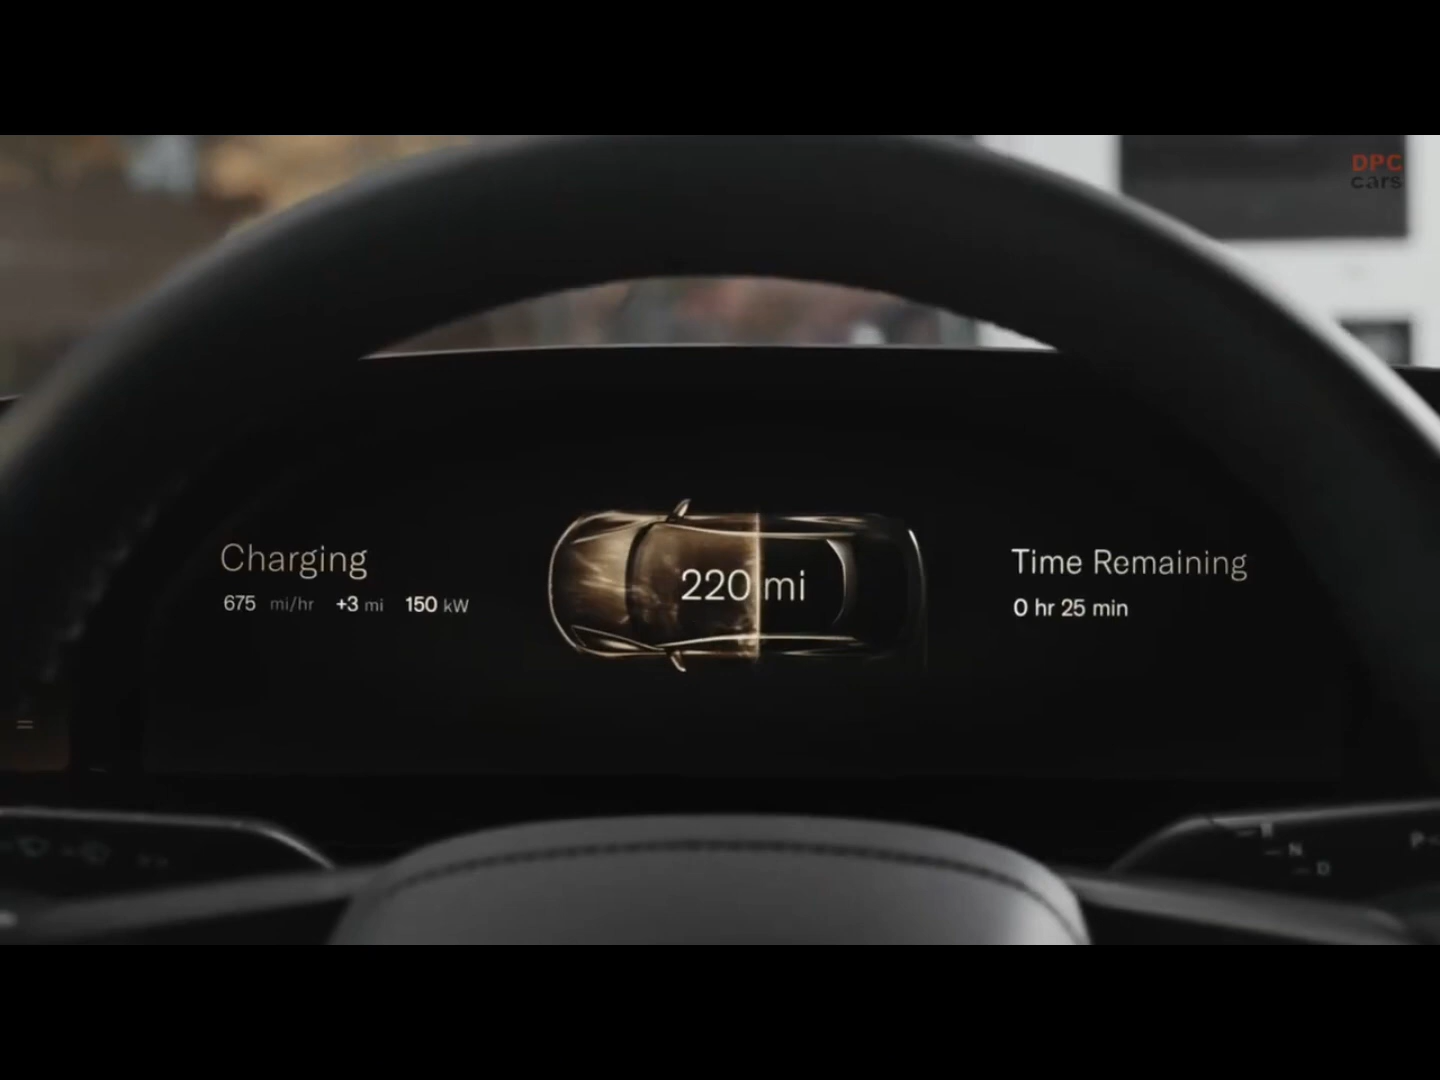 DPC
cars
Charging
675 mi/hr +3 mi 150 kW
220 mi
Time Remaining
0 hr 25 min
N
D
P